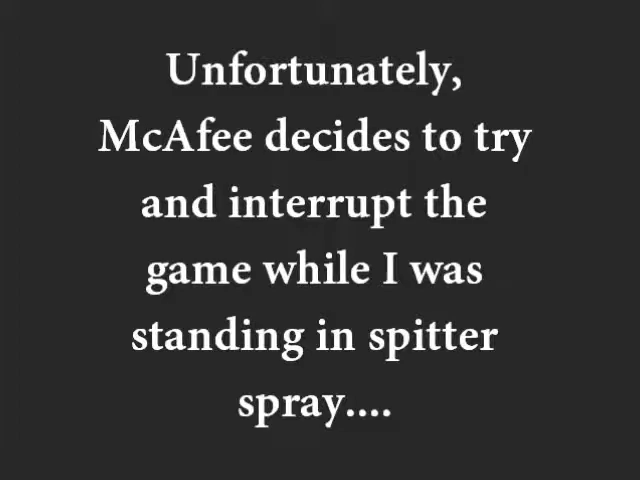 Unfortunately,
McAfee decides to try
and interrupt the
game while I was
standing in spitter
spray....